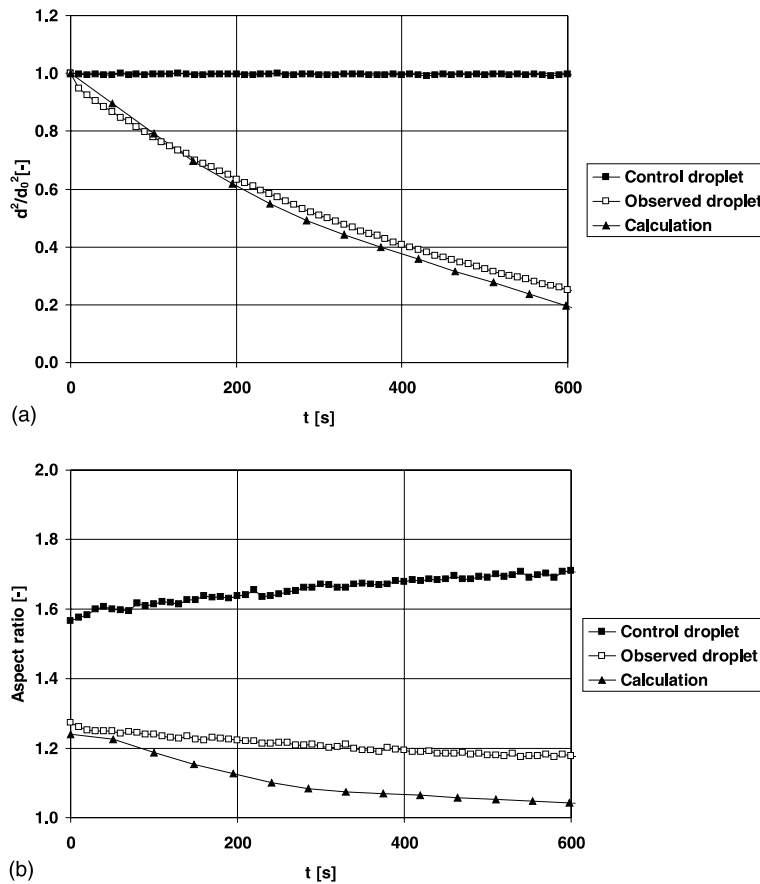 1.2
1.0
0.8
0.6
0.4
0.2
0.0
d²/d₀² [-]
0 200 400 600
t [s]
Control droplet
Observed droplet
Calculation
(a)
2.0
1.8
1.6
1.4
1.2
1.0
Aspect ratio [-]
0 200 400 600
t [s]
Control droplet
Observed droplet
Calculation
(b)